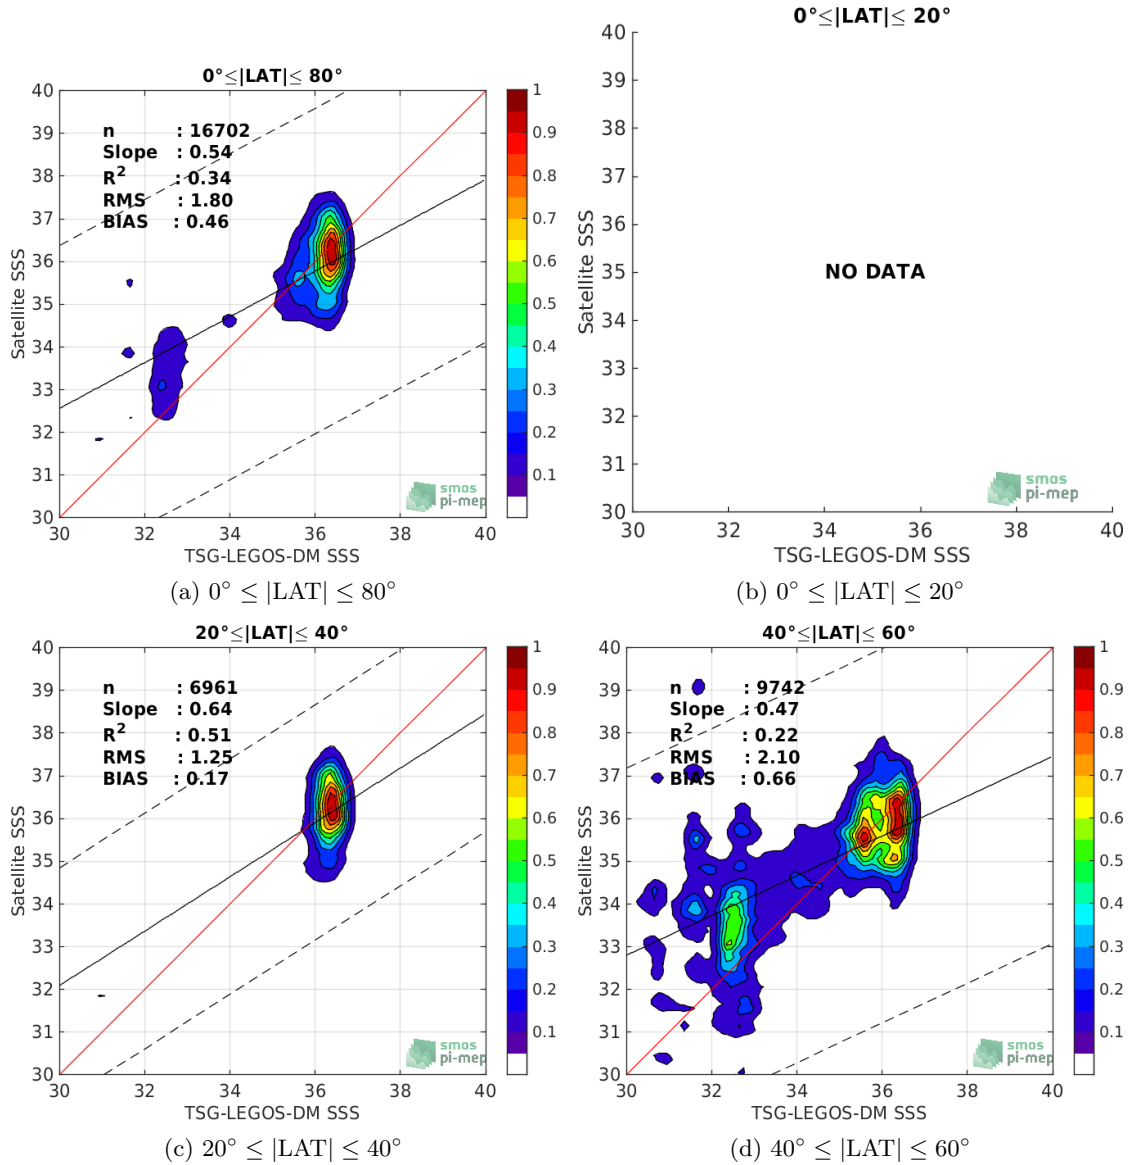 0°≤|LAT|≤ 80°
40
39
38
37
36
35
34
33
32
31
30
Satellite SSS
n : 16702
Slope : 0.54
R2 : 0.34
RMS : 1.80
BIAS : 0.46
1
0.9
0.8
0.7
0.6
0.5
0.4
0.3
0.2
0.1
smos
pi-mep
30 32 34 36 38 40
TSG-LEGOS-DM SSS
(a) 0° ≤ |LAT| ≤ 80°
0°≤|LAT|≤ 20°
40
39
38
37
36
35
34
33
32
31
30
Satellite SSS
NO DATA
smos
pi-mep
30 32 34 36 38 40
TSG-LEGOS-DM SSS
(b) 0° ≤ |LAT| ≤ 20°
20°≤|LAT|≤ 40°
40
39
38
37
36
35
34
33
32
31
30
Satellite SSS
n : 6961
Slope : 0.64
R2 : 0.51
RMS : 1.25
BIAS : 0.17
1
0.9
0.8
0.7
0.6
0.5
0.4
0.3
0.2
0.1
smos
pi-mep
30 32 34 36 38 40
TSG-LEGOS-DM SSS
(c) 20° ≤ |LAT| ≤ 40°
40°≤|LAT|≤ 60°
40
39
38
37
36
35
34
33
32
31
30
Satellite SSS
n : 9742
Slope : 0.47
R2 : 0.22
RMS : 2.10
BIAS : 0.66
1
0.9
0.8
0.7
0.6
0.5
0.4
0.3
0.2
0.1
smos
pi-mep
30 32 34 36 38 40
TSG-LEGOS-DM SSS
(d) 40° ≤ |LAT| ≤ 60°